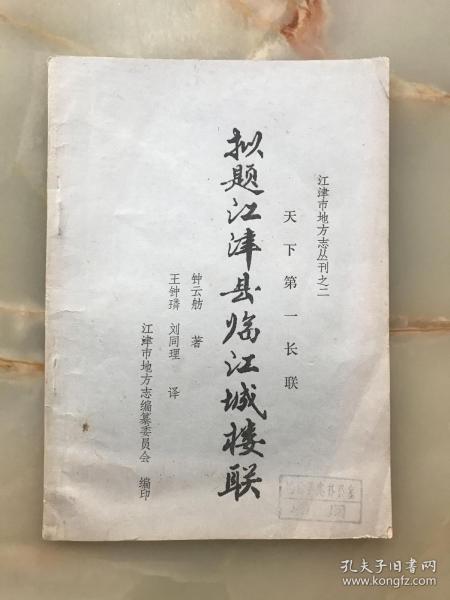 江津市地方志丛刊之二
天下第一长联
拟题江津县临江城楼联
钟云舫 著
王钟璘 刘同理 译
江津市地方志编纂委员会 编印
孔夫子旧书网
www.kongfz.com